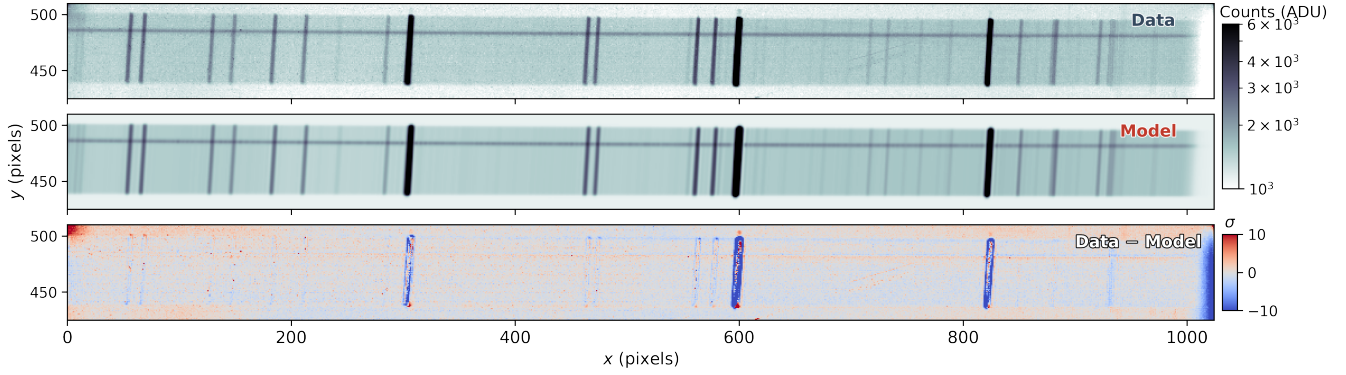 Counts (ADU)
500
450
Data
6 × 10³
4 × 10³
3 × 10³
2 × 10³
10³
500
450
Model
y (pixels)
σ
500
450
Data − Model
10
0
−10
0
200
400
600
800
1000
x (pixels)